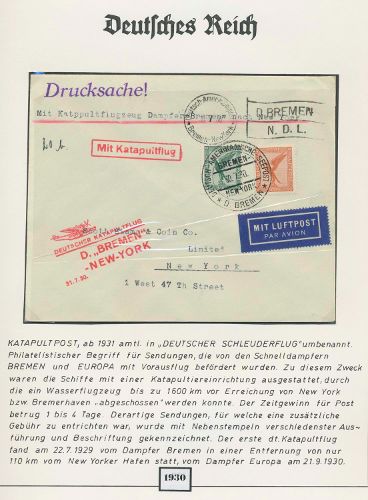 Deutsches Reich
Drucksache!
Mit Katppultflugzeug Dampfer Bremen nach New
Mit Katapultflug
D. BREMEN
N. D. L.
BREMEN-
NEW-YORK
D. BREMEN
MIT LUFTPOST
PAR AVION
DEUTSCHER KATAPULTFLUG
D. „BREMEN"
-NEW-YORK
31.7.30.
Coin Co.
Limite
New York
1 West 47 Th Street
KATAPULTPOST, ab 1931 amtl. in „DEUTSCHER SCHLEUDERFLUG" umbenannt.
Philatelistischer Begriff für Sendungen, die von den Schnelldampfern
BREMEN und EUROPA mit Vorausflug befördert wurden. Zu diesem Zweck
waren die Schiffe mit einer Katapultiereinrichtung ausgestattet, durch
die ein Wasserflugzeug bis zu 1600 km vor Erreichung von New York
bzw. Bremerhaven „abgeschossen" werden konnte. Der Zeitgewinn für Post
betrug 1 bis 4 Tage. Derartige Sendungen, für welche eine zusätzliche
Gebühr zu entrichten war, wurde mit Nebenstempeln verschiedenster Aus-
führung und Beschriftung gekennzeichnet. Der erste dt. Katapultflug
fand am 22.7.1929 vom Dampfer Bremen in einer Entfernung von nur
110 km vom New Yorker Hafen statt, vom Dampfer Europa am 21.9.1930.
1930